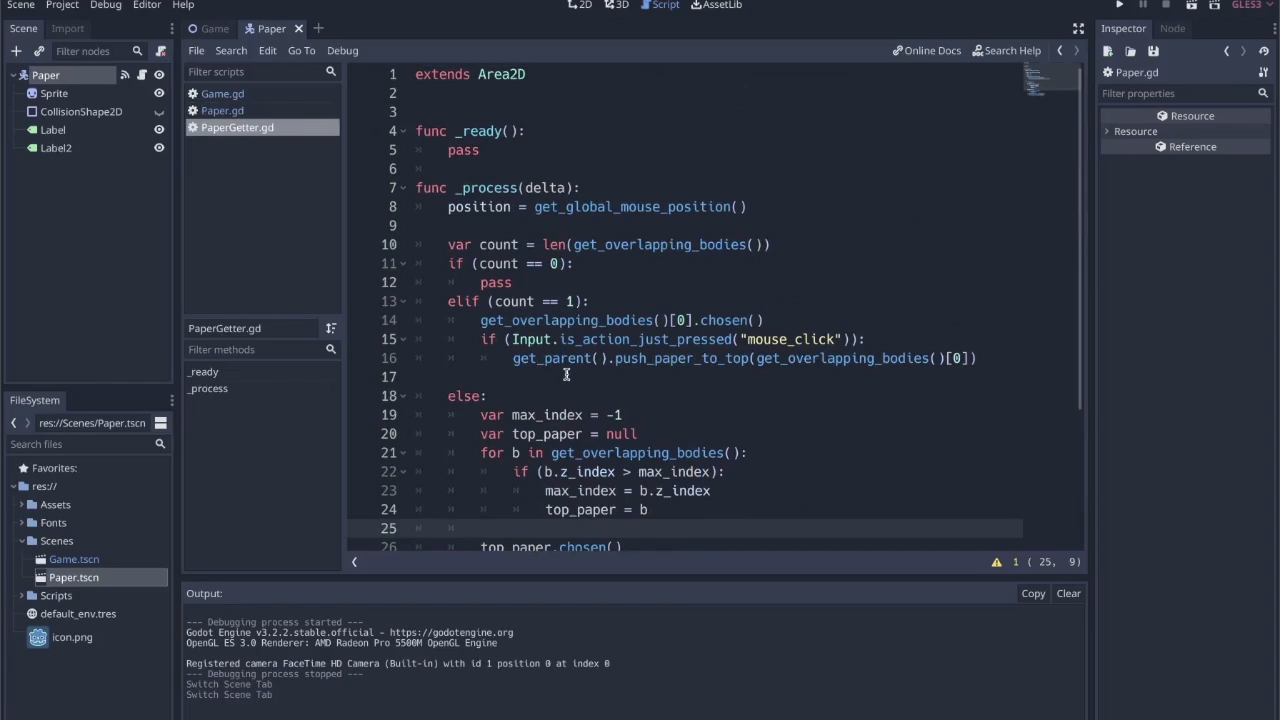 Scene Project Debug Editor Help
2D 3D Script AssetLib
GLES3
Scene Import
Filter nodes
Paper
Sprite
CollisionShape2D
Label
Label2
FileSystem
res://Scenes/Paper.tscn
Search files
Favorites:
res://
Assets
Fonts
Scenes
Game.tscn
Paper.tscn
Scripts
default_env.tres
icon.png
Game Paper
File Search Edit Go To Debug
Online Docs Search Help
Filter scripts
Game.gd
Paper.gd
PaperGetter.gd
PaperGetter.gd
Filter methods
_ready
_process
1 extends Area2D
2
3
4 func _ready():
5 pass
6
7 func _process(delta):
8 position = get_global_mouse_position()
9
10 var count = len(get_overlapping_bodies())
11 if (count == 0):
12 pass
13 elif (count == 1):
14 get_overlapping_bodies()[0].chosen()
15 if (Input.is_action_just_pressed("mouse_click")):
16 get_parent().push_paper_to_top(get_overlapping_bodies()[0])
17
18 else:
19 var max_index = -1
20 var top_paper = null
21 for b in get_overlapping_bodies():
22 if (b.z_index > max_index):
23 max_index = b.z_index
24 top_paper = b
25
26 top_paper.chosen()
1 ( 25, 9)
Output:
Copy Clear
--- Debugging process started ---
Godot Engine v3.2.2.stable.official - https://godotengine.org
OpenGL ES 3.0 Renderer: AMD Radeon Pro 5500M OpenGL Engine
Registered camera FaceTime HD Camera (Built-in) with id 1 position 0 at index 0
--- Debugging process stopped ---
Switch Scene Tab
Switch Scene Tab
Inspector Node
Paper.gd
Filter properties
Resource
Resource
Reference